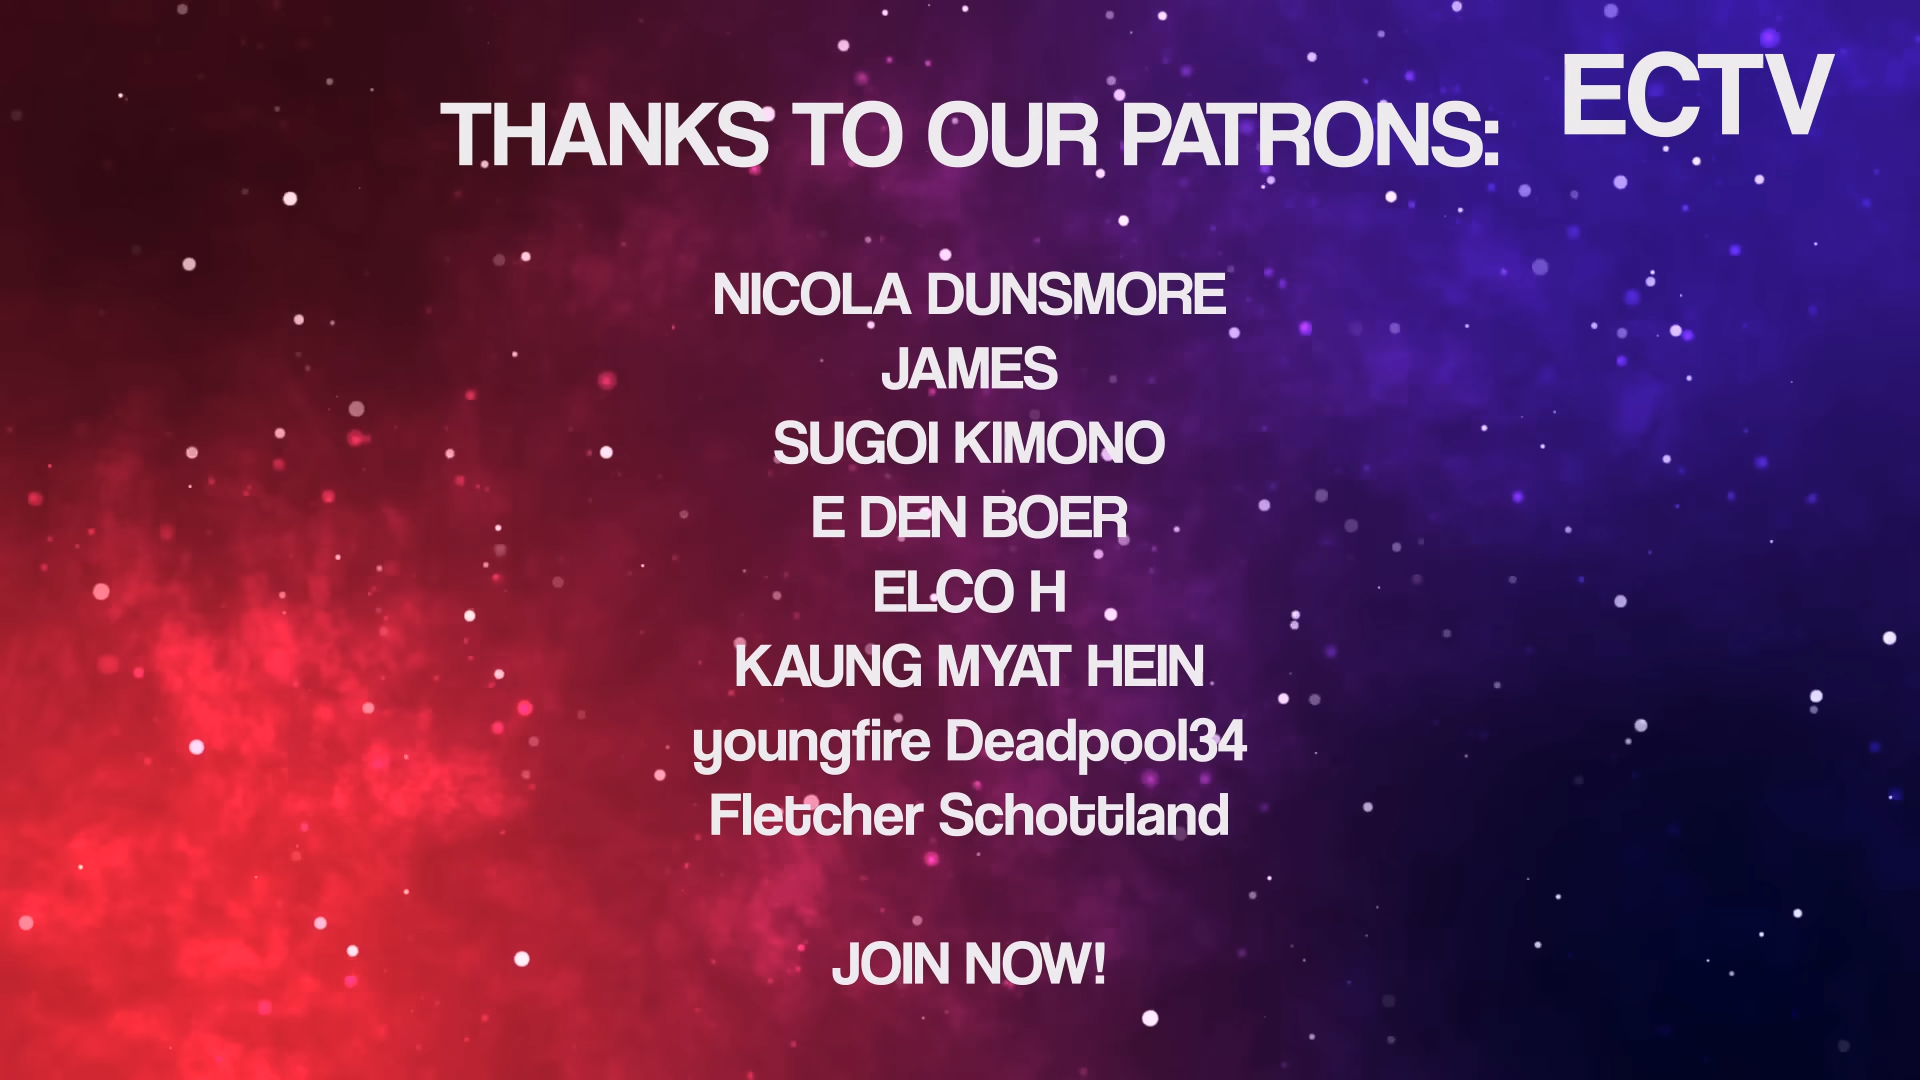 ECTV
THANKS TO OUR PATRONS:
NICOLA DUNSMORE
JAMES
SUGOI KIMONO
E DEN BOER
ELCO H
KAUNG MYAT HEIN
youngfire Deadpool34
Fletcher Schottland
JOIN NOW!